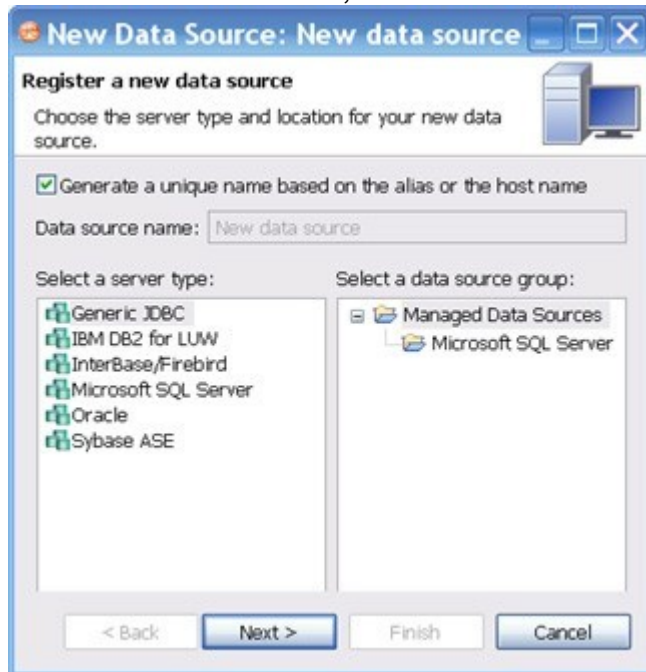 New Data Source: New data source
Register a new data source
Choose the server type and location for your new data
source.
Generate a unique name based on the alias or the host name
Data source name: New data source
Select a server type:
Generic JDBC
IBM DB2 for LUW
InterBase/Firebird
Microsoft SQL Server
Oracle
Sybase ASE
Select a data source group:
Managed Data Sources
Microsoft SQL Server
< Back Next > Finish Cancel